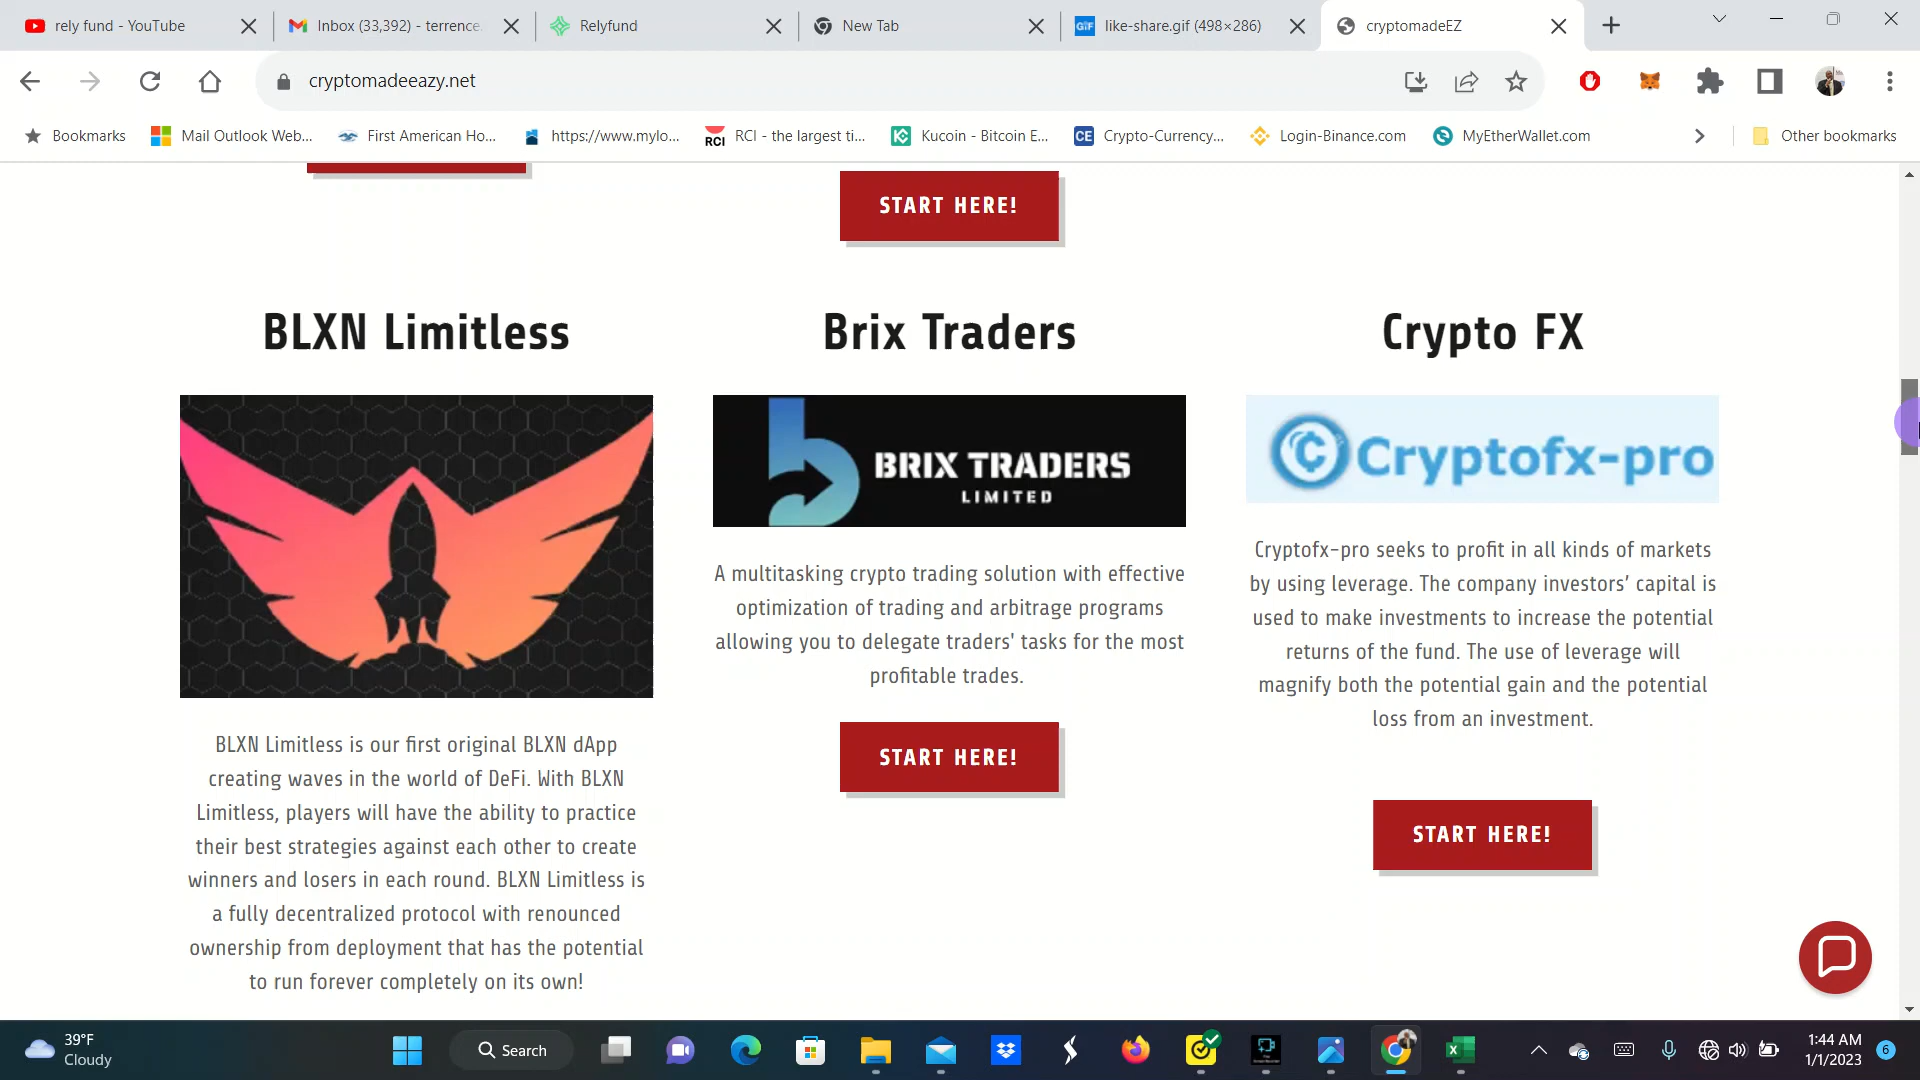 rely fund - YouTube
Inbox (33,392) - terrence.
Relyfund
New Tab
GIF
like-share.gif (498×286)
cryptomadeEZ
cryptomadeeazy.net
Bookmarks
Mail Outlook Web...
First American Ho...
https://www.mylo...
RCI
RCI - the largest ti...
Kucoin - Bitcoin E...
CE
Crypto-Currency...
Login-Binance.com
MyEtherWallet.com
Other bookmarks
START HERE!
BLXN Limitless
BLXN Limitless is our first original BLXN dApp
creating waves in the world of DeFi. With BLXN
Limitless, players will have the ability to practice
their best strategies against each other to create
winners and losers in each round. BLXN Limitless is
a fully decentralized protocol with renounced
ownership from deployment that has the potential
to run forever completely on its own!
Brix Traders
BRIX TRADERS
LIMITED
A multitasking crypto trading solution with effective
optimization of trading and arbitrage programs
allowing you to delegate traders' tasks for the most
profitable trades.
START HERE!
Crypto FX
Cryptofx-pro
Cryptofx-pro seeks to profit in all kinds of markets
by using leverage. The company investors’ capital is
used to make investments to increase the potential
returns of the fund. The use of leverage will
magnify both the potential gain and the potential
loss from an investment.
START HERE!
39°F
Cloudy
Search
1:44 AM
1/1/2023
6